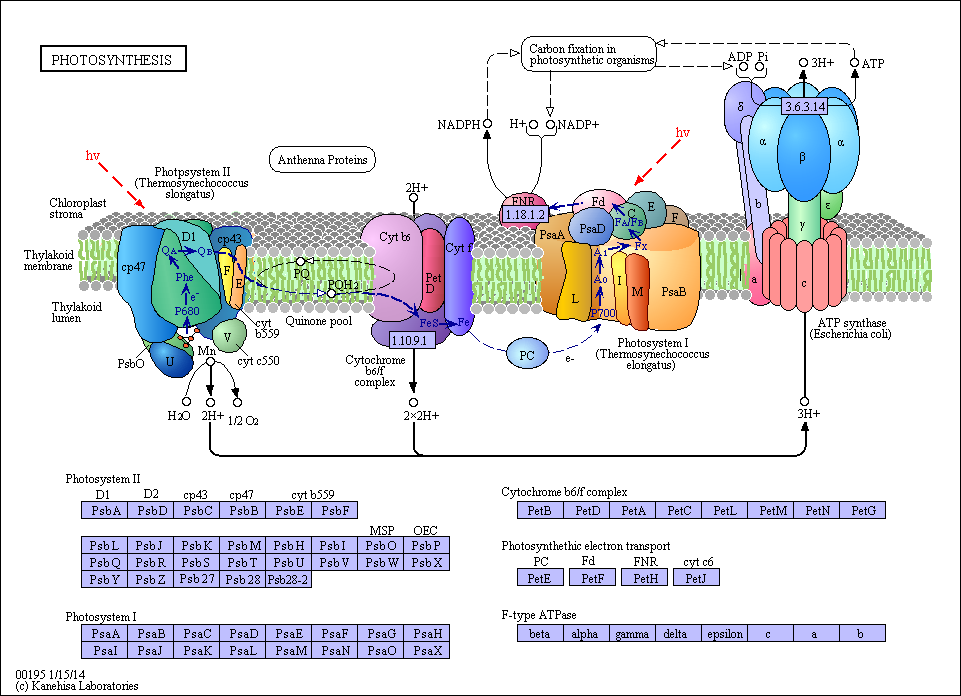 PHOTOSYNTHESIS
Carbon fixation in
photosynthetic organisms
ADP Pi
3H+
ATP
3.6.3.14
NADPH
H+
NADP+
hv
hv
Anthenna Proteins
Photpsystem II
(Thermosynechococcus
elongatus)
2H+
Chloroplast
stroma
Thylakoid
membrane
Thylakoid
lumen
FNR
1.18.1.2
Fd
PsaA
PsaD
C
E
F
FA/FB
Fx
A1
A0
P700
L
I
M
PsaB
D1
cp43
cp47
QA
QB
F
E
Phe
e-
P680
PsbO
U
V
Mn
cyt
b559
cyt c550
PQ
PQH2
Quinone pool
Cyt b6
Pet
D
Cyt f
FeS
Fe
1.10.9.1
Cytochrome
b6/f
complex
PC
e-
Photosystem I
(Thermosynechococcus
elongatus)
δ
α
β
α
b
ε
γ
a
c
ATP synthase
(Escherichia coli)
H2O
2H+
1/2 O2
2×2H+
3H+
Photosystem II
D1 D2 cp43 cp47 cyt b559
PsbA PsbD PsbC PsbB PsbE PsbF
MSP OEC
PsbL PsbJ PsbK PsbM PsbH PsbI PsbO PsbP
PsbQ PsbR PsbS PsbT PsbU PsbV PsbW PsbX
PsbY PsbZ Psb27 Psb28 Psb28-2
Photosystem I
PsaA PsaB PsaC PsaD PsaE PsaF PsaG PsaH
PsaI PsaJ PsaK PsaL PsaM PsaN PsaO PsaX
Cytochrome b6/f complex
PetB PetD PetA PetC PetL PetM PetN PetG
Photosynthethic electron transport
PC Fd FNR cyt c6
PetE PetF PetH PetJ
F-type ATPase
beta alpha gamma delta epsilon c a b
00195 1/15/14
(c) Kanehisa Laboratories